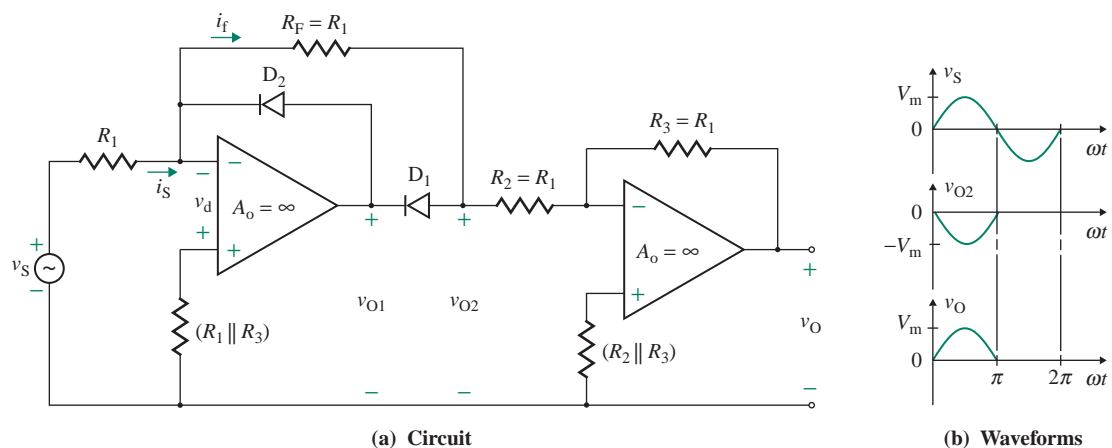 i_f
R_F = R_1
D_2
R_1
i_S
−
−
v_d
A_o = ∞
+
+
D_1
+
+
R_2 = R_1
R_3 = R_1
−
A_o = ∞
+
+
v_S
~
−
+
(R_1 || R_3)
v_O1
v_O2
(R_2 || R_3)
v_O
−
−
−
(a) Circuit
v_S
V_m
0
ωt
v_O2
0
−V_m
v_O
V_m
0
π
2π
ωt
(b) Waveforms